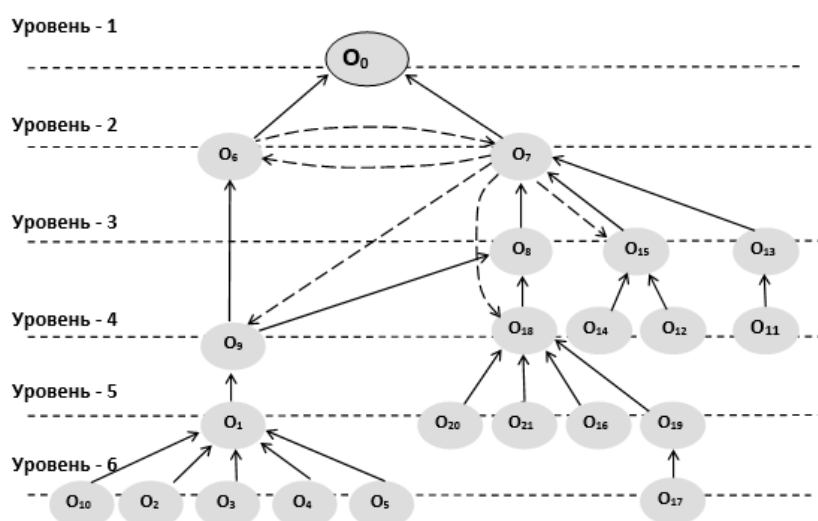 Уровень - 1
O₀
Уровень - 2
O₆ O₇
Уровень - 3
O₈ O₁₅ O₁₃
Уровень - 4
O₉ O₁₈ O₁₄ O₁₂ O₁₁
Уровень - 5
O₁ O₂₀ O₂₁ O₁₆ O₁₉
Уровень - 6
O₁₀ O₂ O₃ O₄ O₅ O₁₇